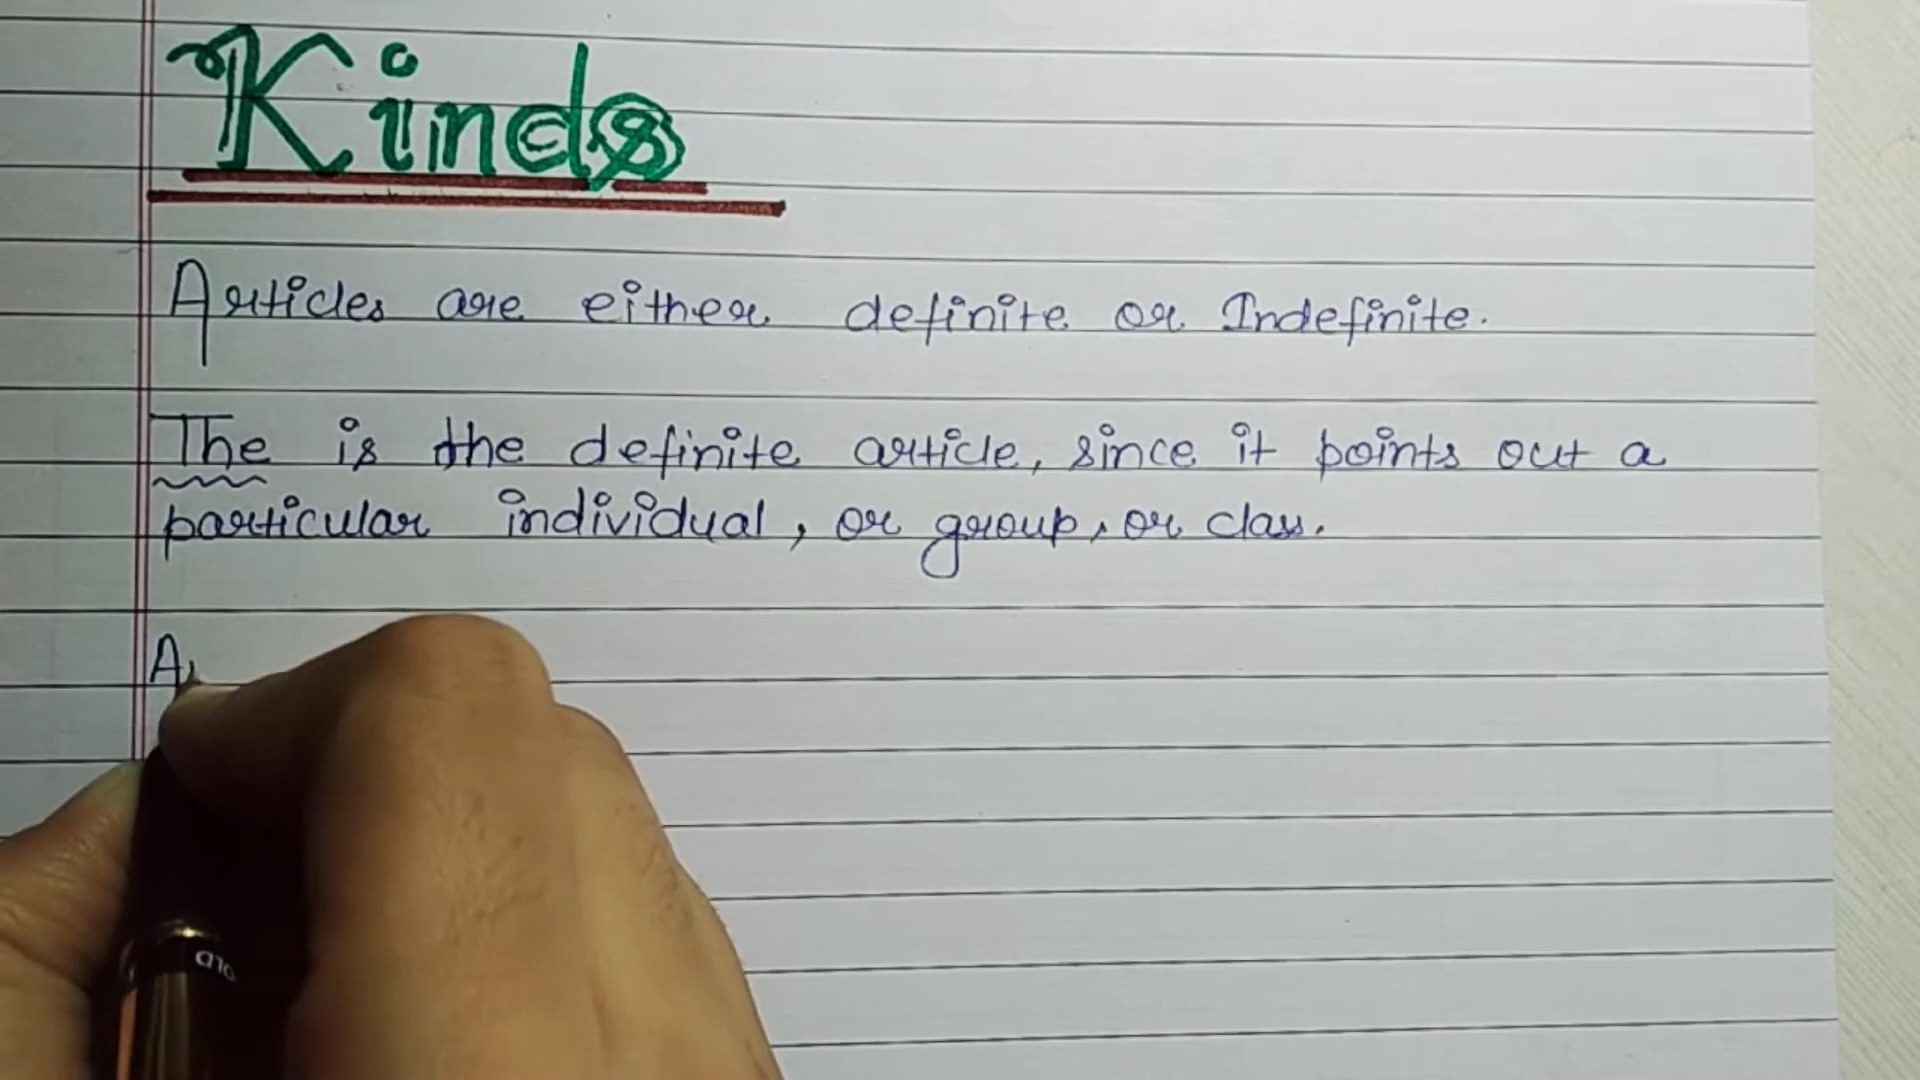 Kinds
Articles are either definite or Indefinite.
The is the definite article, since it points out a
particular individual, or group, or class.
A